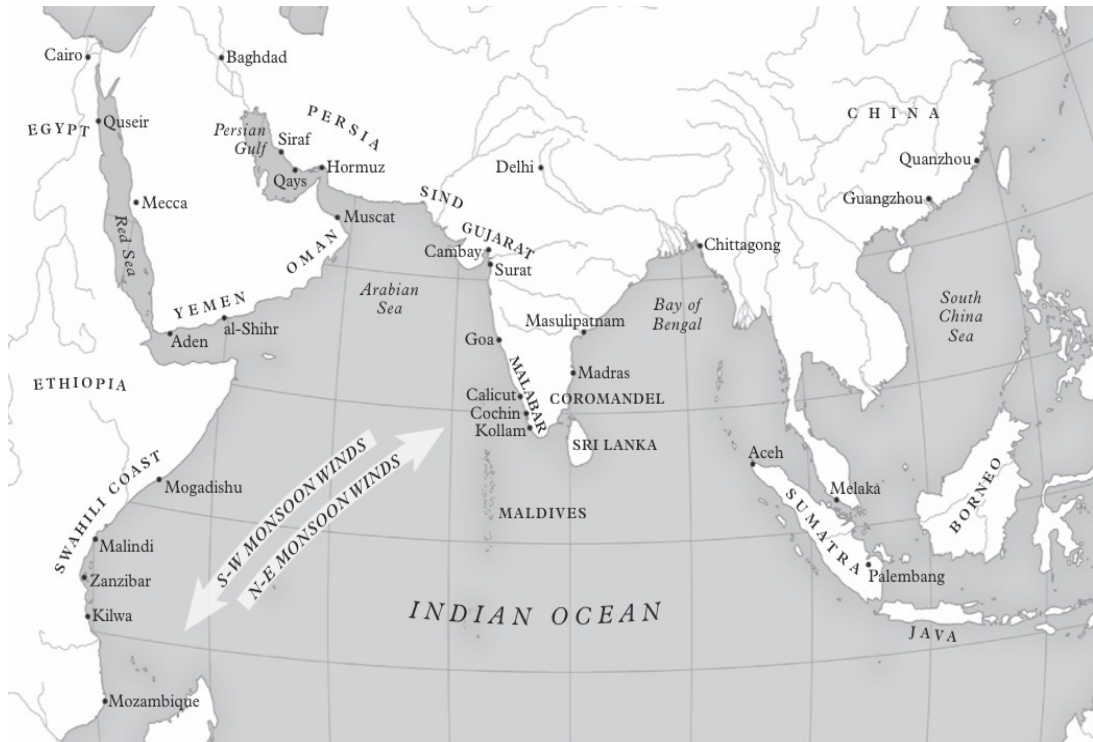 Cairo
Baghdad
EGYPT
Quseir
Persian
Gulf
Siraf
PERSIA
Qays
Hormuz
Mecca
Red Sea
Muscat
OMAN
YEMEN
al-Shihr
Aden
ETHIOPIA
SIND
GUJARAT
Cambay
Surat
Delhi
Chittagong
CHINA
Quanzhou
Guangzhou
Arabian
Sea
Bay of
Bengal
South
China
Sea
Masulipatnam
Goa
MALABAR
Madras
Calicut
COROMANDEL
Cochin
Kollam
SRI LANKA
Aceh
Melaka
SUMATRA
BORNEO
Palembang
JAVA
SWAHILI COAST
Mogadishu
MALDIVES
S-W MONSOON WINDS
N-E MONSOON WINDS
Malindi
Zanzibar
Kilwa
INDIAN OCEAN
Mozambique